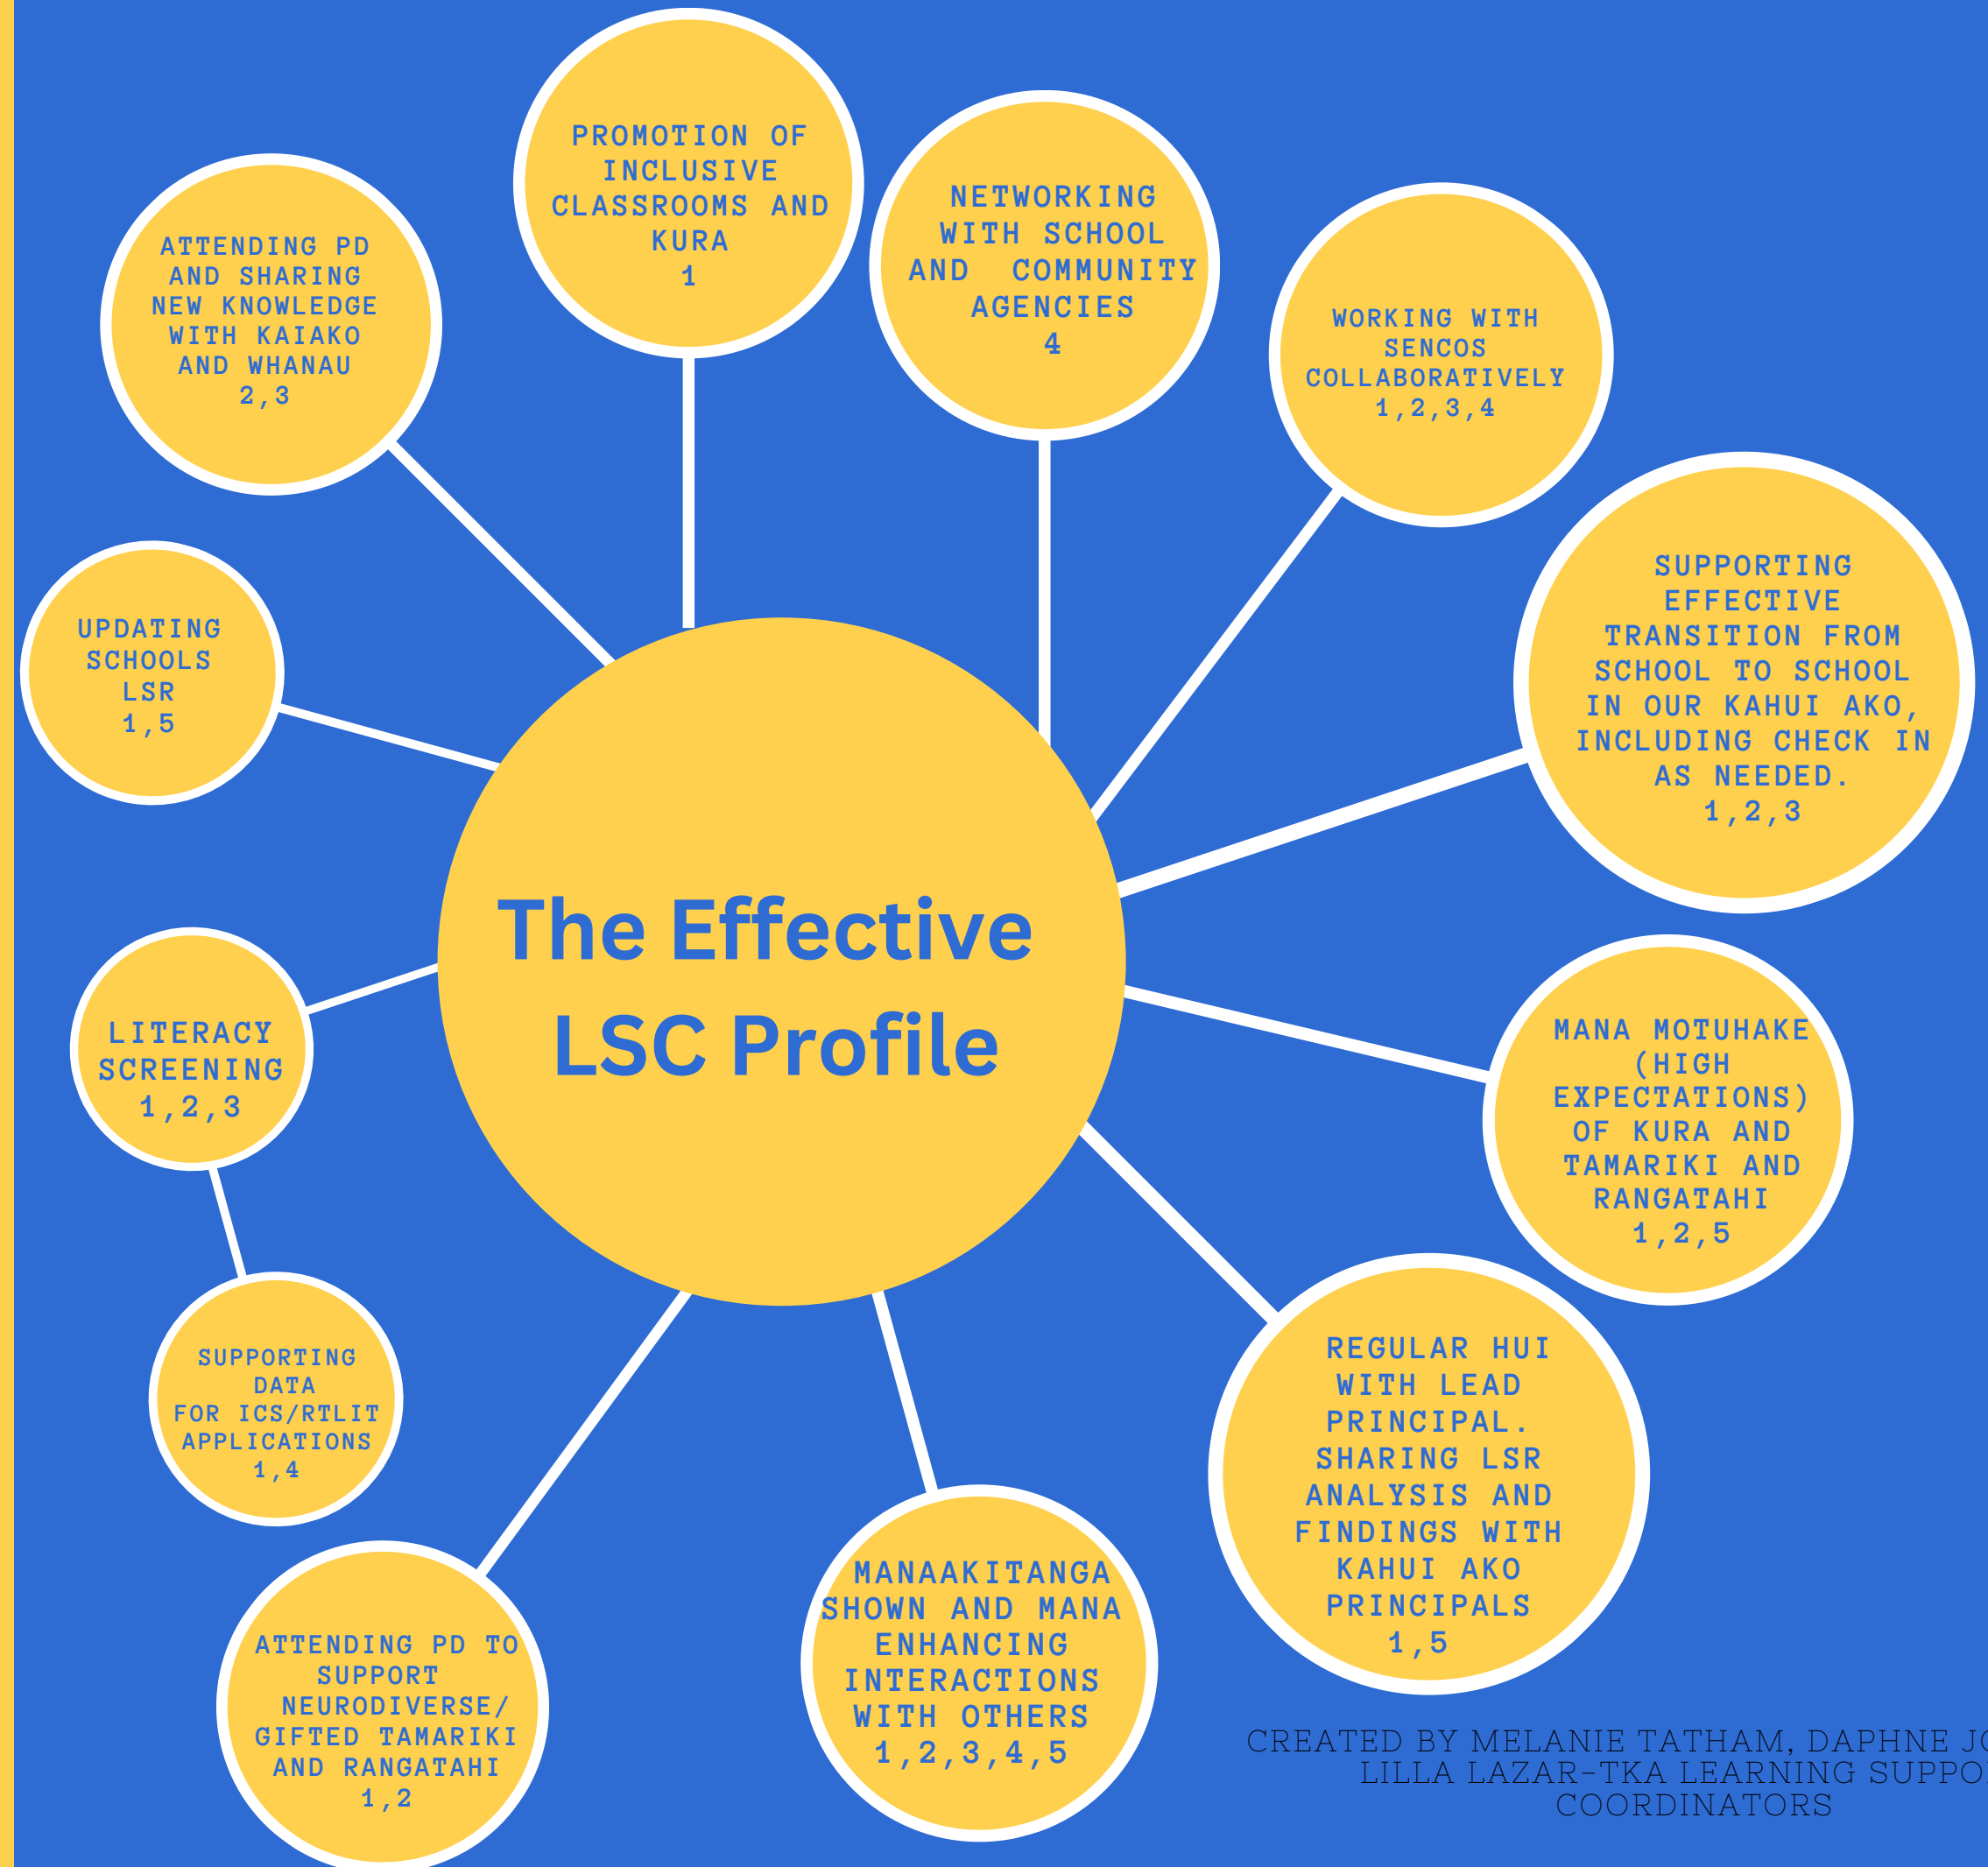 PROMOTION OF
INCLUSIVE
CLASSROOMS AND
KURA
1
NETWORKING
WITH SCHOOL
AND COMMUNITY
AGENCIES
4
ATTENDING PD
AND SHARING
NEW KNOWLEDGE
WITH KAIAKO
AND WHANAU
2,3
WORKING WITH
SENCOS
COLLABORATIVELY
1,2,3,4
SUPPORTING
EFFECTIVE
TRANSITION FROM
SCHOOL TO SCHOOL
IN OUR KAHUI AKO,
INCLUDING CHECK IN
AS NEEDED.
1,2,3
UPDATING
SCHOOLS
LSR
1,5
The Effective
LSC Profile
LITERACY
SCREENING
1,2,3
MANA MOTUHAKE
(HIGH
EXPECTATIONS)
OF KURA AND
TAMARIKI AND
RANGATAHI
1,2,5
SUPPORTING
DATA
FOR ICS/RTLIT
APPLICATIONS
1,4
REGULAR HUI
WITH LEAD
PRINCIPAL.
SHARING LSR
ANALYSIS AND
FINDINGS WITH
KAHUI AKO
PRINCIPALS
1,5
MANAAKITANGA
SHOWN AND MANA
ENHANCING
INTERACTIONS
WITH OTHERS
1,2,3,4,5
ATTENDING PD TO
SUPPORT
NEURODIVERSE/
GIFTED TAMARIKI
AND RANGATAHI
1,2
CREATED BY MELANIE TATHAM, DAPHNE
LILLA LAZAR-TKA LEARNING
COORDINATORS